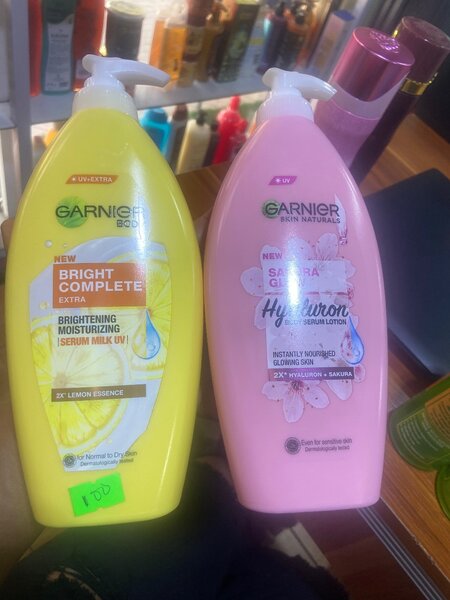 UV+EXTRA
GARNIER
BODY
NEW
BRIGHT
COMPLETE
EXTRA
BRIGHTENING
MOISTURIZING
SERUM MILK UV
2X* LEMON ESSENCE
for Normal to Dry Skin
Dermatologically tested
UV
GARNIER
SKIN NATURALS
NEW
SAKURA
GLOW
Hyaluron
BODY SERUM LOTION
INSTANTLY NOURISHED
GLOWING SKIN
2X* HYALURON + SAKURA
Even for sensitive skin
Dermatologically tested